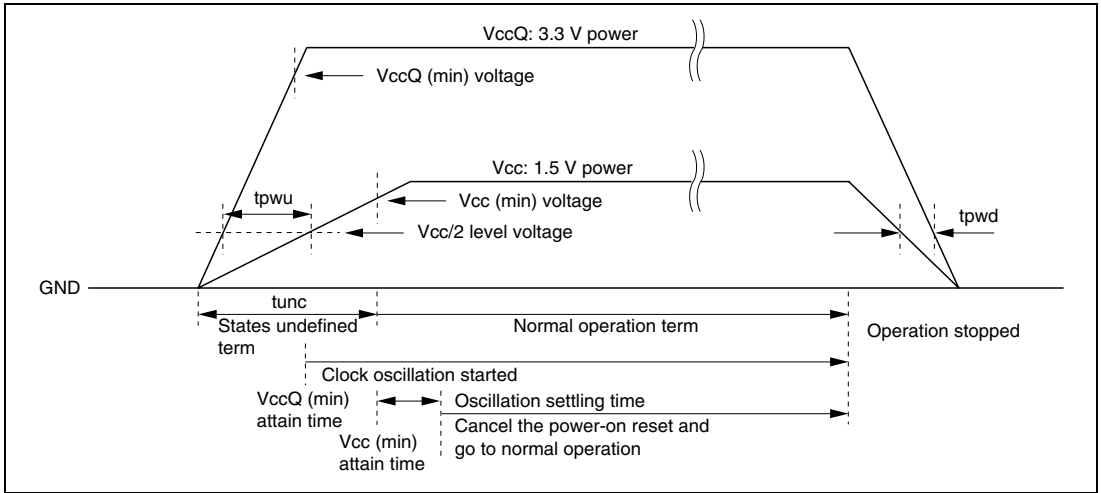 VccQ: 3.3 V power
VccQ (min) voltage
Vcc: 1.5 V power
tpwu
Vcc (min) voltage
Vcc/2 level voltage
tpwd
GND
tunc
States undefined
term
Normal operation term
Operation stopped
Clock oscillation started
VccQ (min)
attain time
Oscillation settling time
Vcc (min)
attain time
Cancel the power-on reset and
go to normal operation